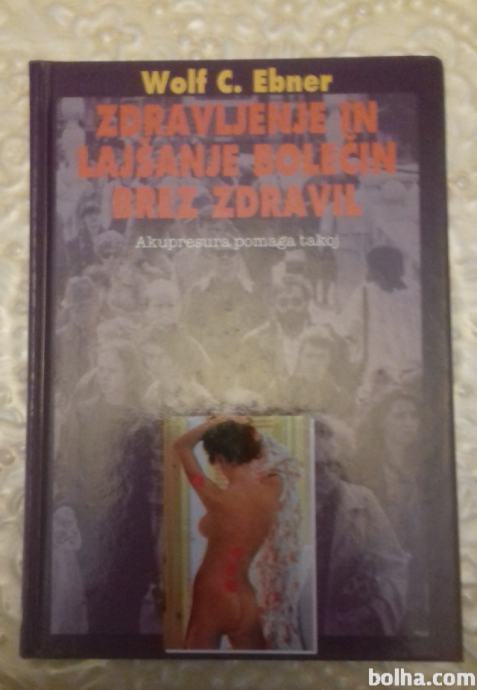 Wolf C. Ebner
ZDRAVLJENJE IN
LAJŠANJE BOLEČIN
BREZ ZDRAVIL
Akupresura pomaga takoj
bolha.com